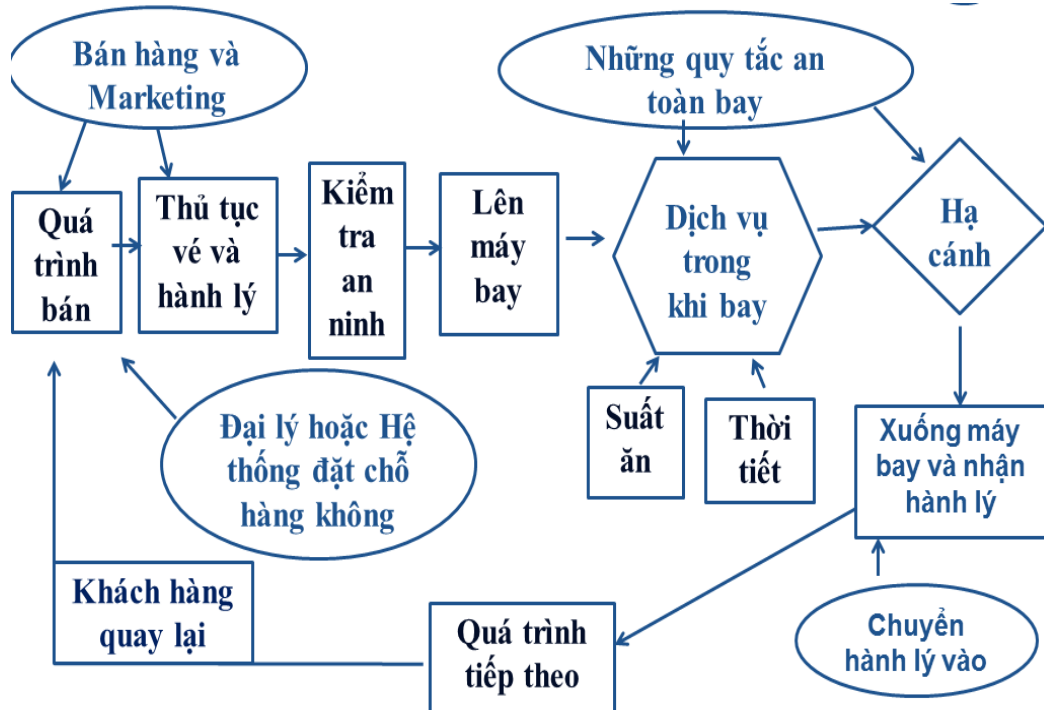 Bán hàng và
Marketing
Những quy tắc an
toàn bay
Quá
trình
bán
Thủ tục
vé và
hành lý
Kiểm
tra
an
ninh
Lên
máy
bay
Dịch vụ
trong
khi bay
Hạ
cánh
Đại lý hoặc Hệ
thống đặt chỗ
hàng không
Suất
ăn
Thời
tiết
Xuống máy
bay và nhận
hành lý
Khách hàng
quay lại
Quá trình
tiếp theo
Chuyển
hành lý vào